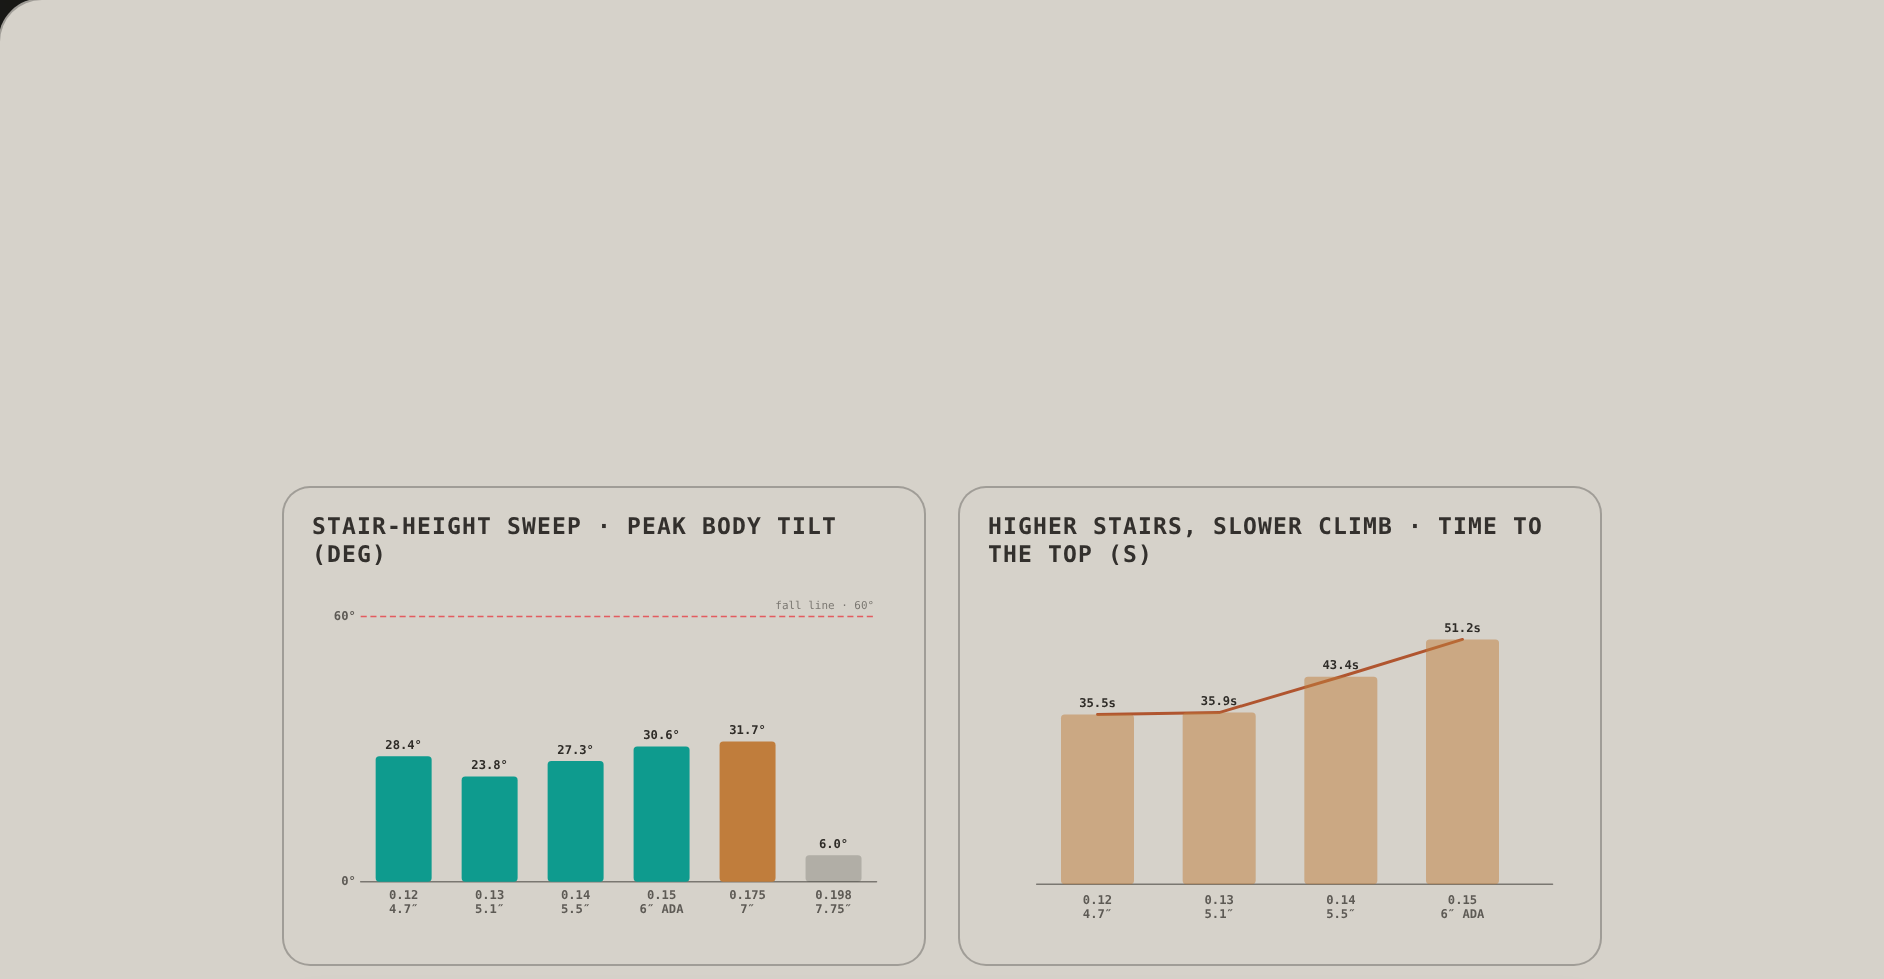 STAIR-HEIGHT SWEEP · PEAK BODY TILT
(DEG)
fall line · 60°
60°
31.7°
30.6°
28.4°
27.3°
23.8°
6.0°
0°
0.12 0.13 0.14 0.15 0.175 0.198
4.7″ 5.1″ 5.5″ 6″ ADA 7″ 7.75″
HIGHER STAIRS, SLOWER CLIMB · TIME TO
THE TOP (S)
51.2s
43.4s
35.9s
35.5s
0.12 0.13 0.14 0.15
4.7″ 5.1″ 5.5″ 6″ ADA